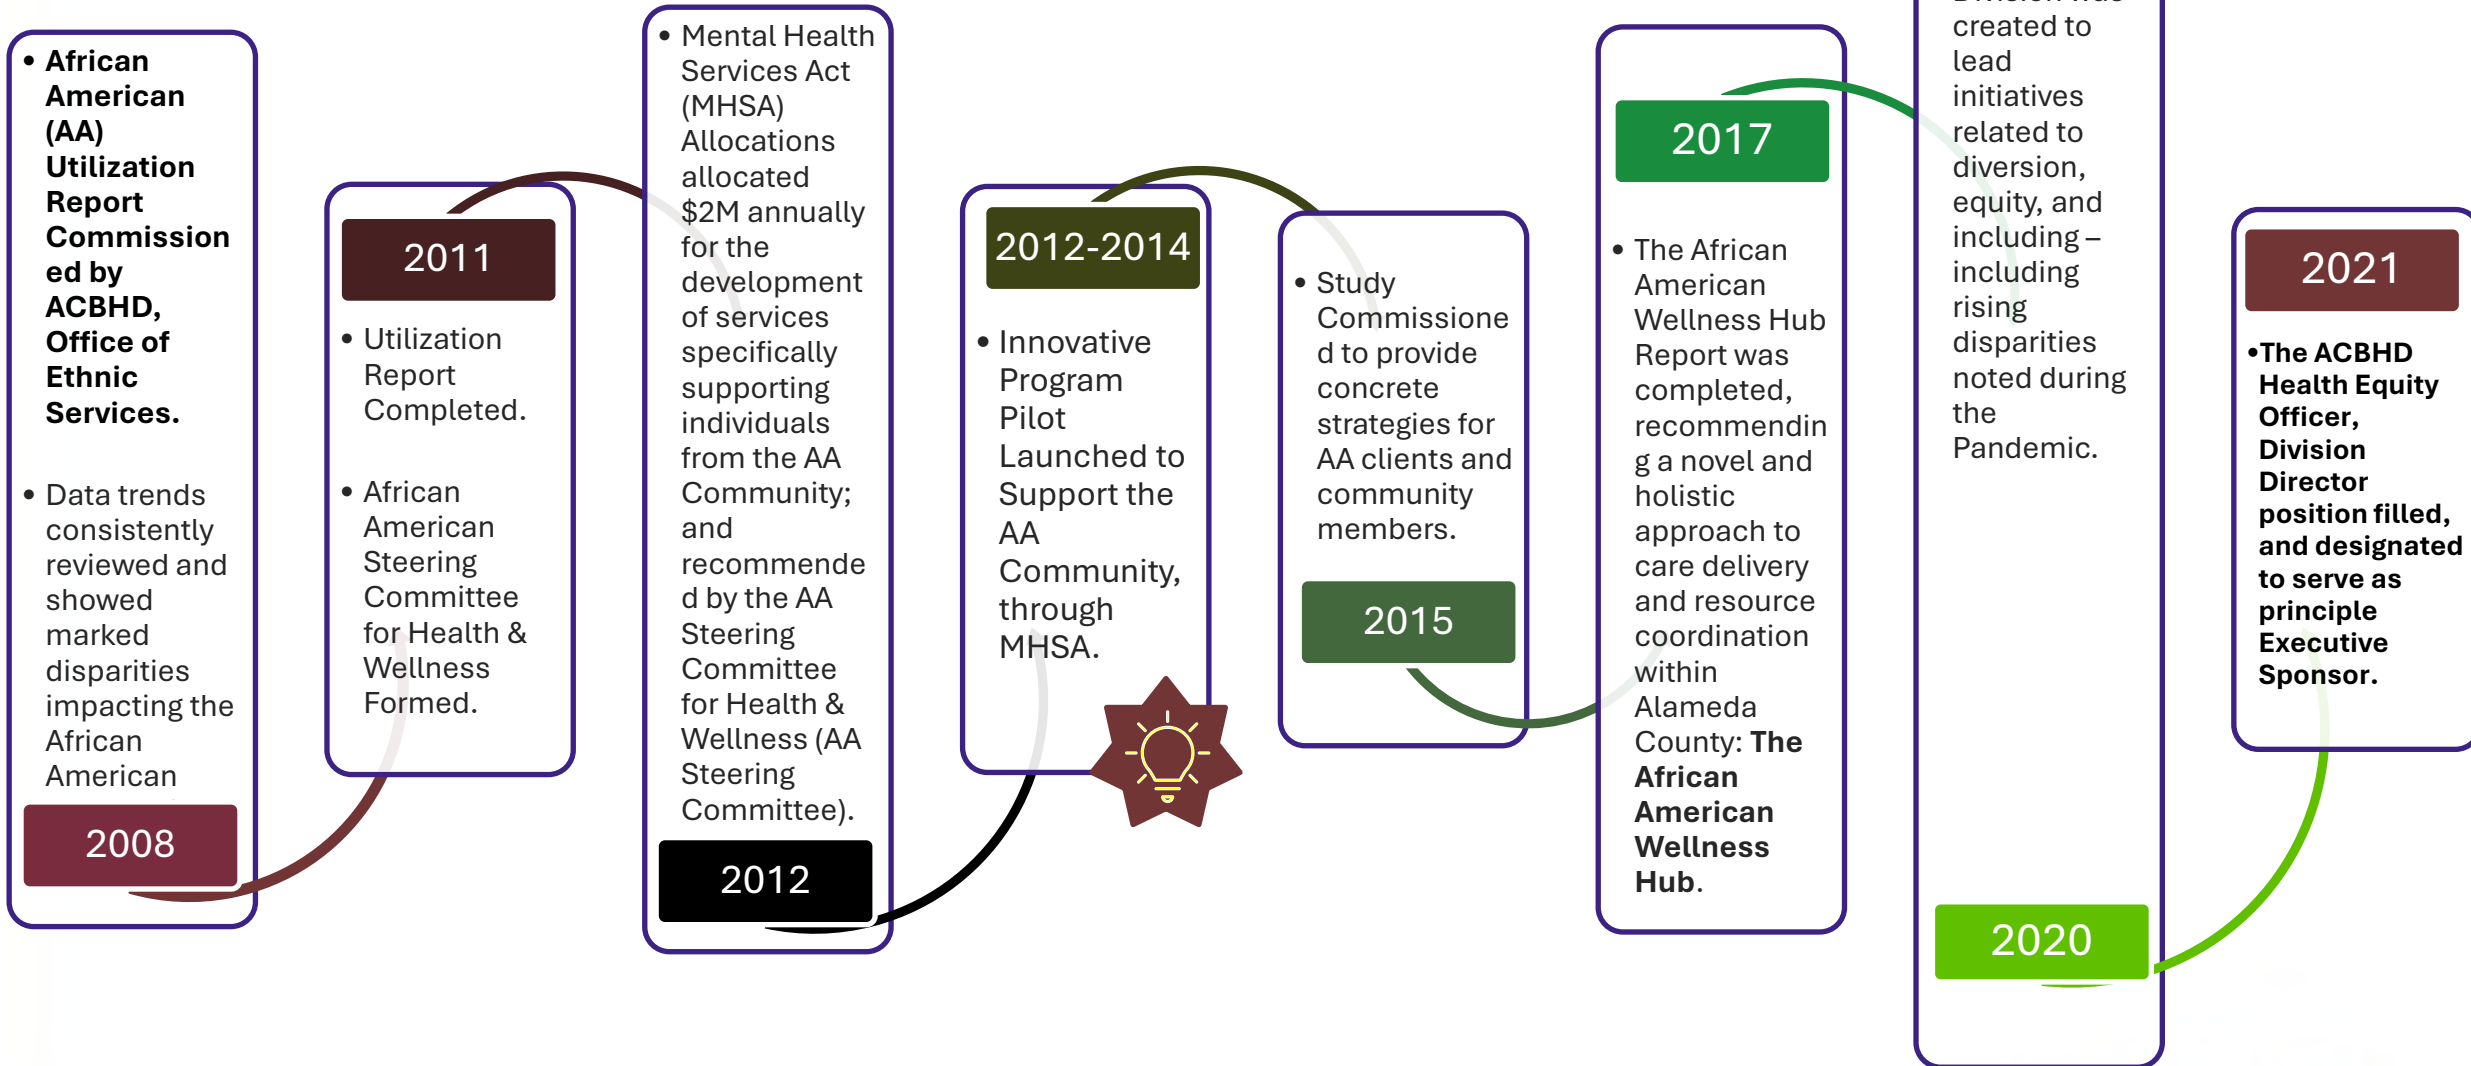 • African
American
(AA)
Utilization
Report
Commission
ed by
ACBHD,
Office of
Ethnic
Services.
• Data trends
consistently
reviewed and
showed
marked
disparities
impacting the
African
American
2008
2011
• Utilization
Report
Completed.
• African
American
Steering
Committee
for Health &
Wellness
Formed.
• Mental Health
Services Act
(MHSA)
Allocations
allocated
$2M annually
for the
development
of services
specifically
supporting
individuals
from the AA
Community;
and
recommende
d by the AA
Steering
Committee
for Health &
Wellness (AA
Steering
Committee).
2012
2012-2014
• Innovative
Program
Pilot
Launched to
Support the
AA
Community,
through
MHSA.
• Study
Commissione
d to provide
concrete
strategies for
AA clients and
community
members.
2015
2017
• The African
American
Wellness Hub
Report was
completed,
recommendin
g a novel and
holistic
approach to
care delivery
and resource
coordination
within
Alameda
County: The
African
American
Wellness
Hub.
Division was
created to
lead
initiatives
related to
diversion,
equity, and
including –
including
rising
disparities
noted during
the
Pandemic.
2020
2021
•The ACBHD
Health Equity
Officer,
Division
Director
position filled,
and designated
to serve as
principle
Executive
Sponsor.